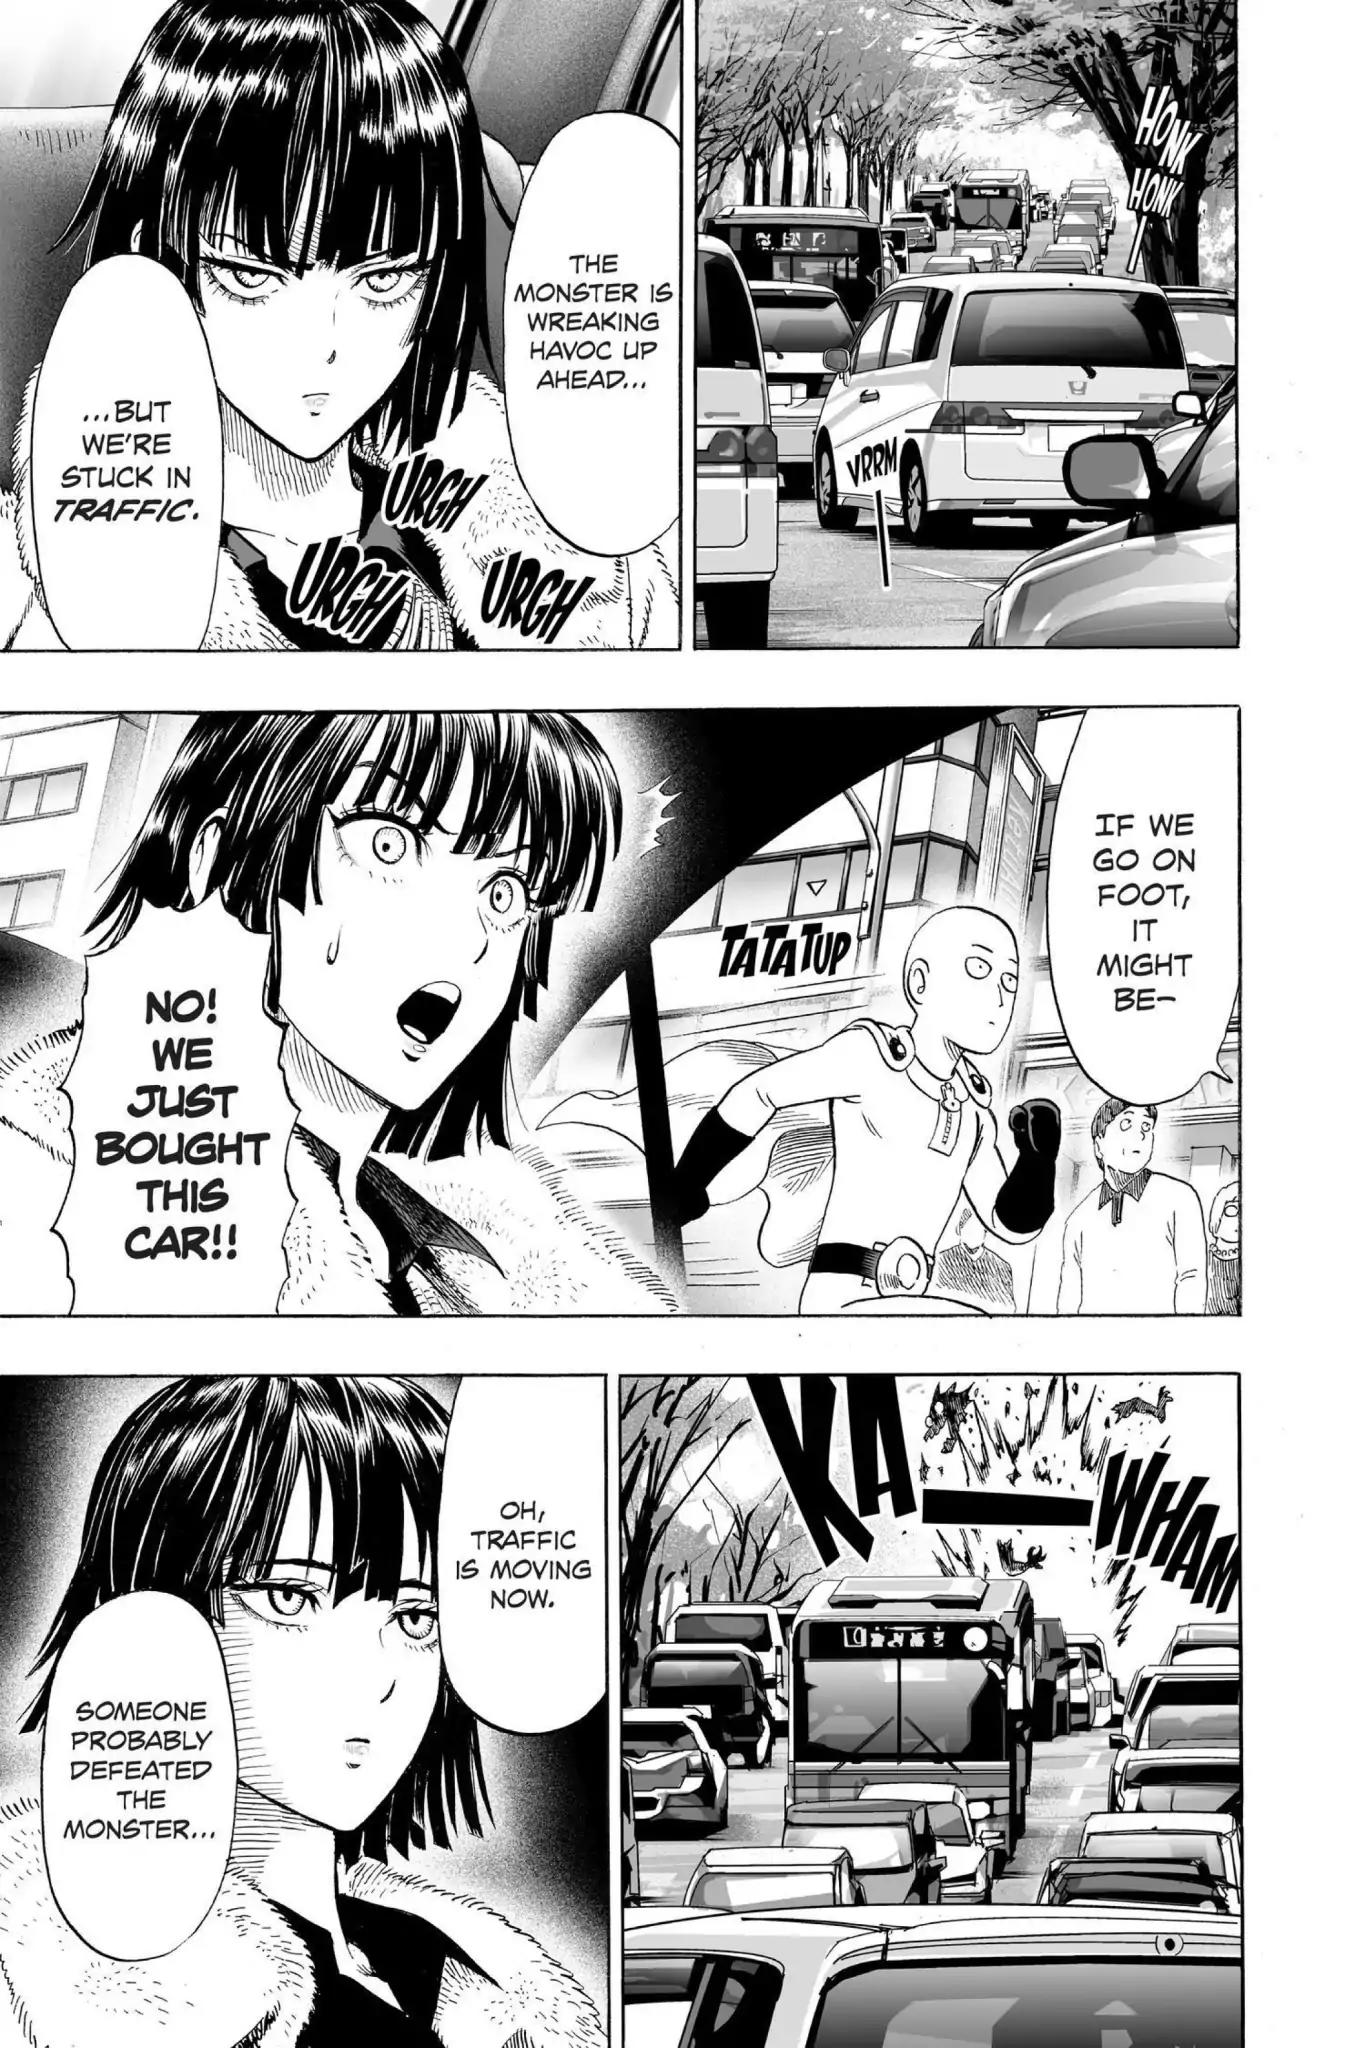 HONK
HONK
VRRM
THE
MONSTER IS
WREAKING
HAVOC UP
AHEAD...
...BUT
WE'RE
STUCK IN
TRAFFIC.
URGH
URGH
URGH
IF WE
GO ON
FOOT,
IT
MIGHT
BE-
TATATUP
NO!
WE
JUST
BOUGHT
THIS
CAR!!
KA
WHAM
OH,
TRAFFIC
IS MOVING
NOW.
SOMEONE
PROBABLY
DEFEATED
THE
MONSTER...